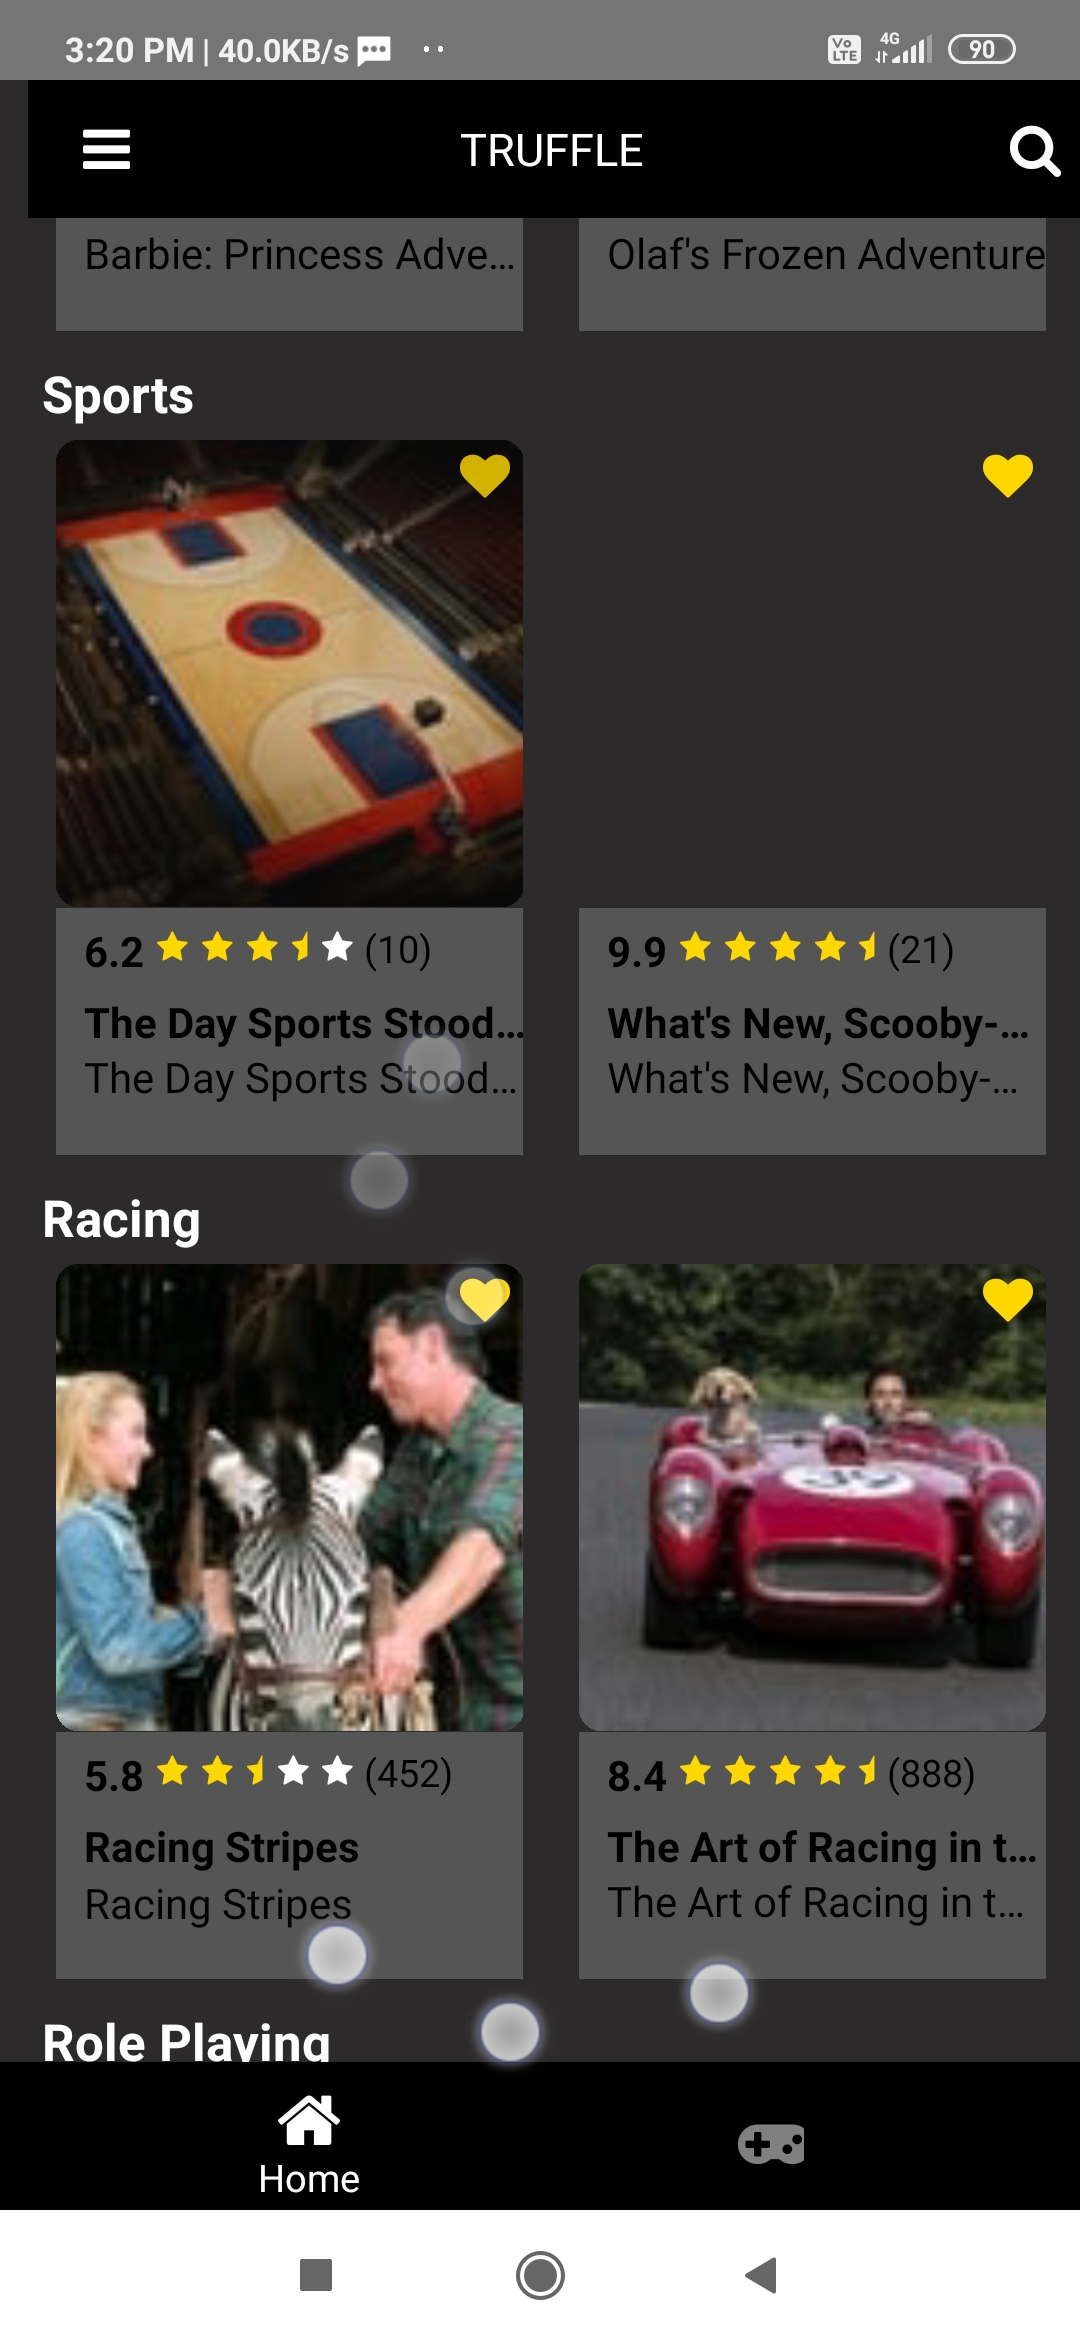 3:20 PM | 40.0KB/s
Vo LTE 4G 90
TRUFFLE
Barbie: Princess Adve... Olaf's Frozen Adventure
Sports
6.2 (10) 9.9 (21)
The Day Sports Stood... What's New, Scooby-...
The Day Sports Stood... What's New, Scooby-...
Racing
39
5.8 (452) 8.4 (888)
Racing Stripes The Art of Racing in t...
Racing Stripes The Art of Racing in t...
Role Playing
Home